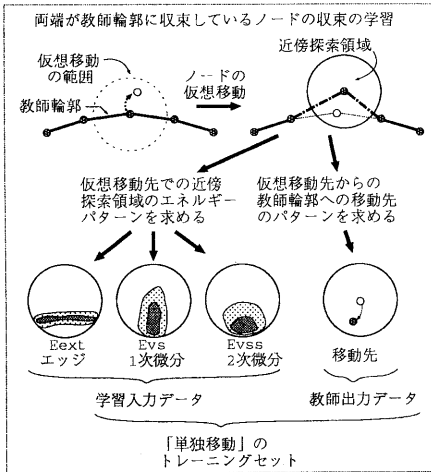 両端が教師輪郭に収束しているノードの収束の学習
仮想移動
の範囲
教師輪郭
ノードの
仮想移動
近傍探索領域
仮想移動先での近傍
探索領域のエネルギー
パターンを求める
仮想移動先からの
教師輪郭への移動先
のパターンを求める
Eext
エッジ
Evs
1次微分
Evss
2次微分
移動先
学習入力データ
教師出力データ
「単独移動」の
トレーニングセット